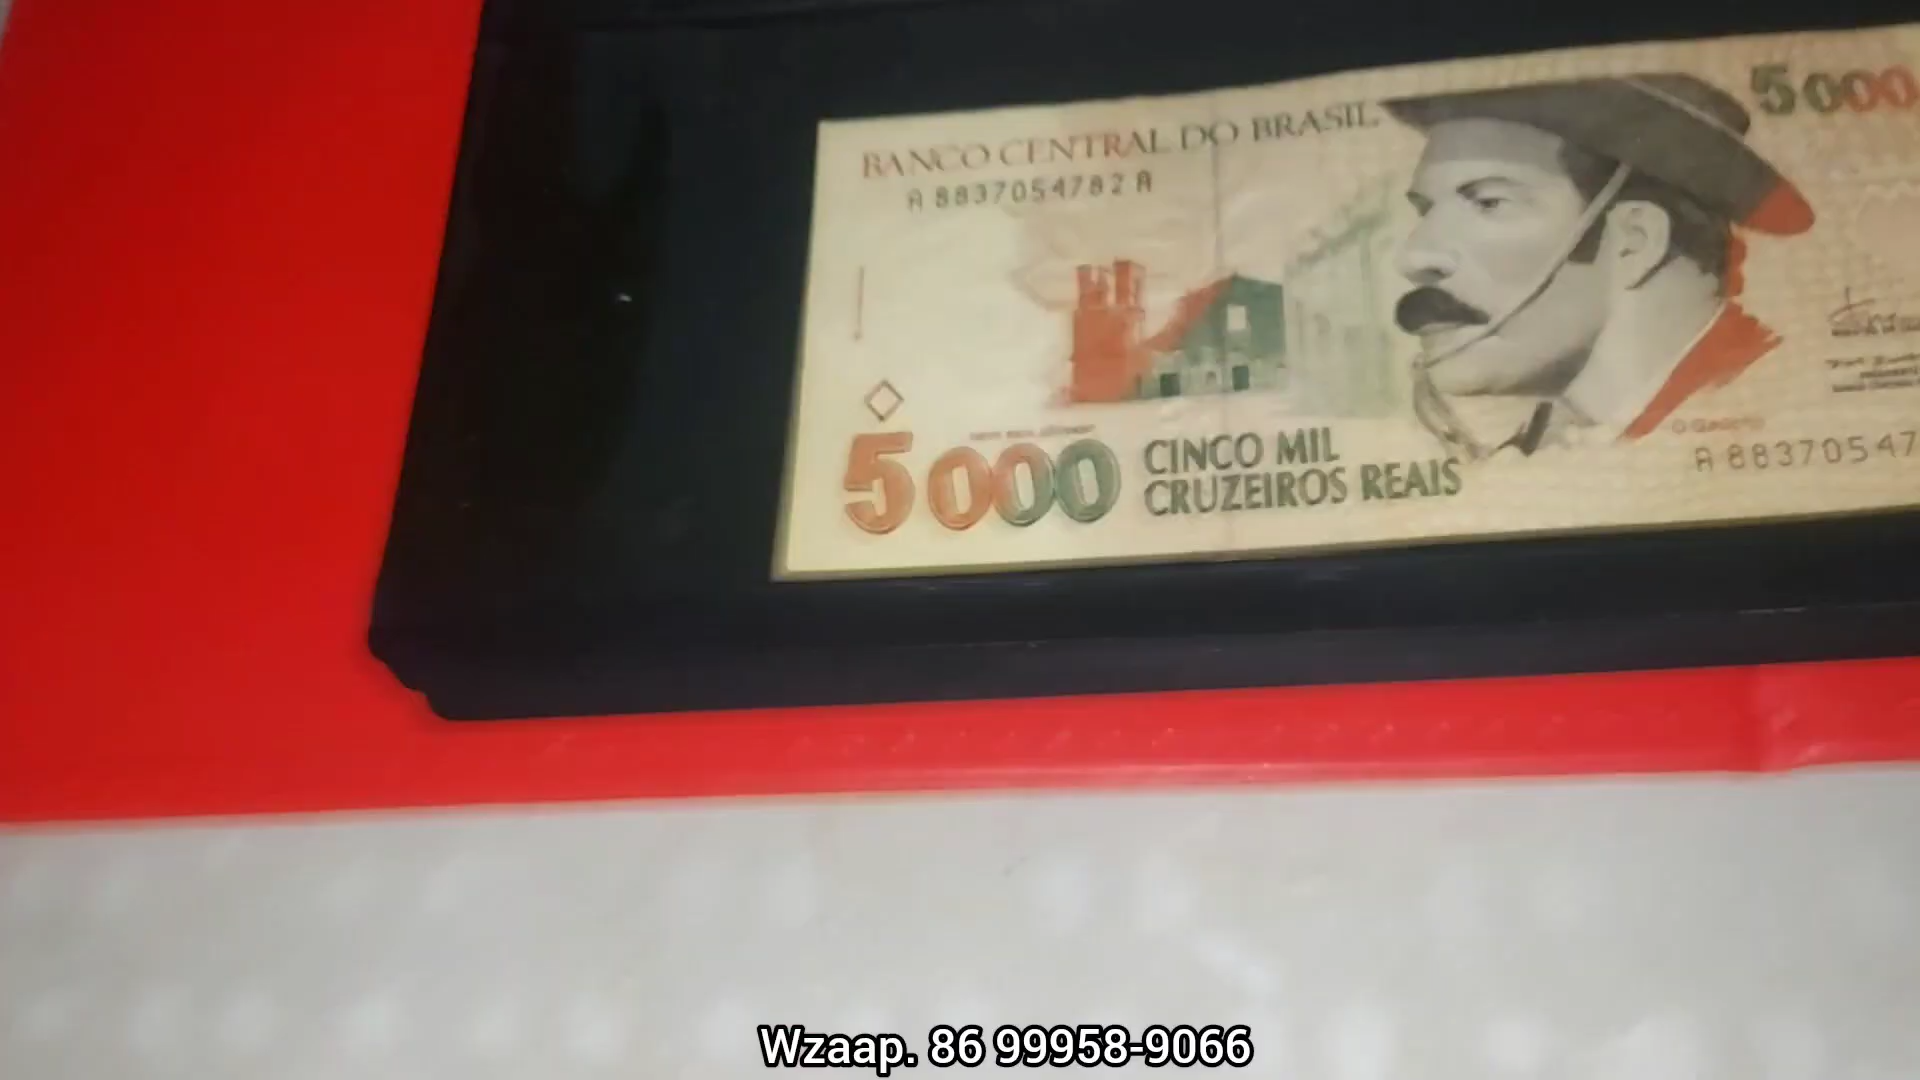 BANCO CENTRAL DO BRASIL
5000
A 8837054782 A
5000
CINCO MIL
CRUZEIROS REAIS
A 88370547
Wzaap. 86 99958-9066